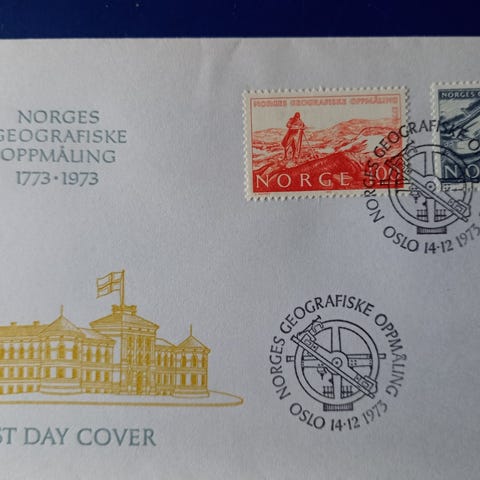 NORGES
GEOGRAFISKE
OPPMÅLING
1773 · 1973
NORGES GEOGRAFISKE OPPMÅLING
NORGE
NORGES
NORGES GEOGRAFISKE
OSLO 14-12 1973
NORGES GEOGRAFISKE OPPMÅLING
OSLO 14-12 1973
ST DAY COVER